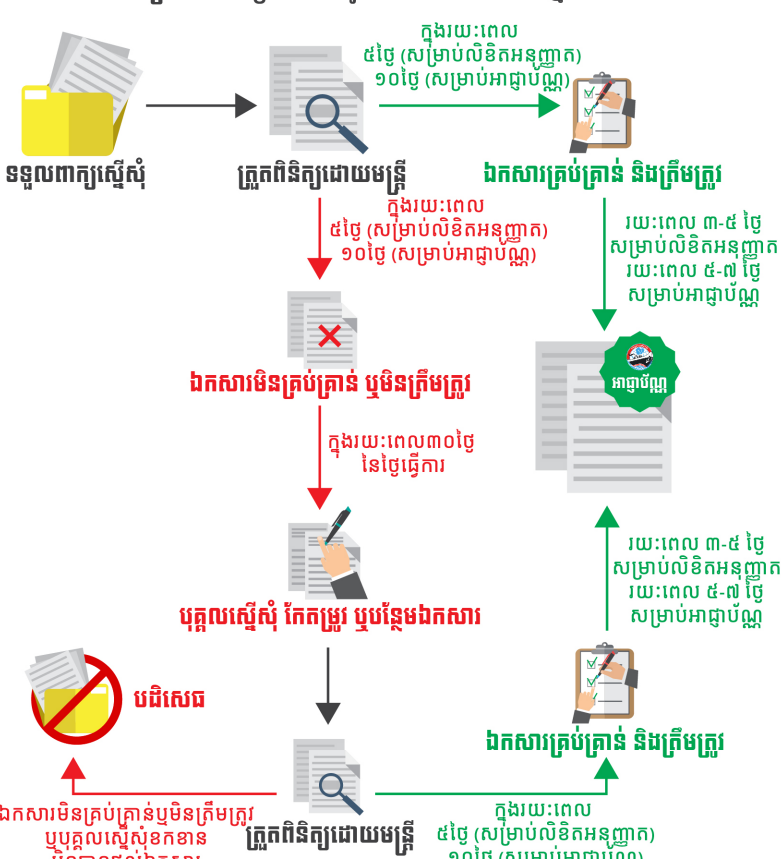 ក្នុងរយៈពេល
៥ថ្ងៃ (សម្រាប់លិខិតអនុញ្ញាត)
១០ថ្ងៃ (សម្រាប់អាជ្ញាប័ណ្ណ)
ទទួលពាក្យស្នើសុំ
ត្រួតពិនិត្យដោយមន្ត្រី
ឯកសារគ្រប់គ្រាន់ និងត្រឹមត្រូវ
ក្នុងរយៈពេល
៥ថ្ងៃ (សម្រាប់លិខិតអនុញ្ញាត)
១០ថ្ងៃ (សម្រាប់អាជ្ញាប័ណ្ណ)
រយៈពេល ៣-៥ ថ្ងៃ
សម្រាប់លិខិតអនុញ្ញាត
រយៈពេល ៥-៧ ថ្ងៃ
សម្រាប់អាជ្ញាប័ណ្ណ
អាជ្ញាប័ណ្ណ
ឯកសារមិនគ្រប់គ្រាន់ ឬមិនត្រឹមត្រូវ
ក្នុងរយៈពេល៣០ថ្ងៃ
នៃថ្ងៃធ្វើការ
រយៈពេល ៣-៥ ថ្ងៃ
សម្រាប់លិខិតអនុញ្ញាត
រយៈពេល ៥-៧ ថ្ងៃ
សម្រាប់អាជ្ញាប័ណ្ណ
បុគ្គលស្នើសុំ កែតម្រូវ ឬបន្ថែមឯកសារ
បដិសេធ
ឯកសារគ្រប់គ្រាន់ និងត្រឹមត្រូវ
ឯកសារមិនគ្រប់គ្រាន់ឬមិនត្រឹមត្រូវ
ឬបុគ្គលស្នើសុំខកខាន
ត្រួតពិនិត្យដោយមន្ត្រី
ក្នុងរយៈពេល
៥ថ្ងៃ (សម្រាប់លិខិតអនុញ្ញាត)
១០ថ្ងៃ (សម្រាប់អាជ្ញាប័ណ្ណ)